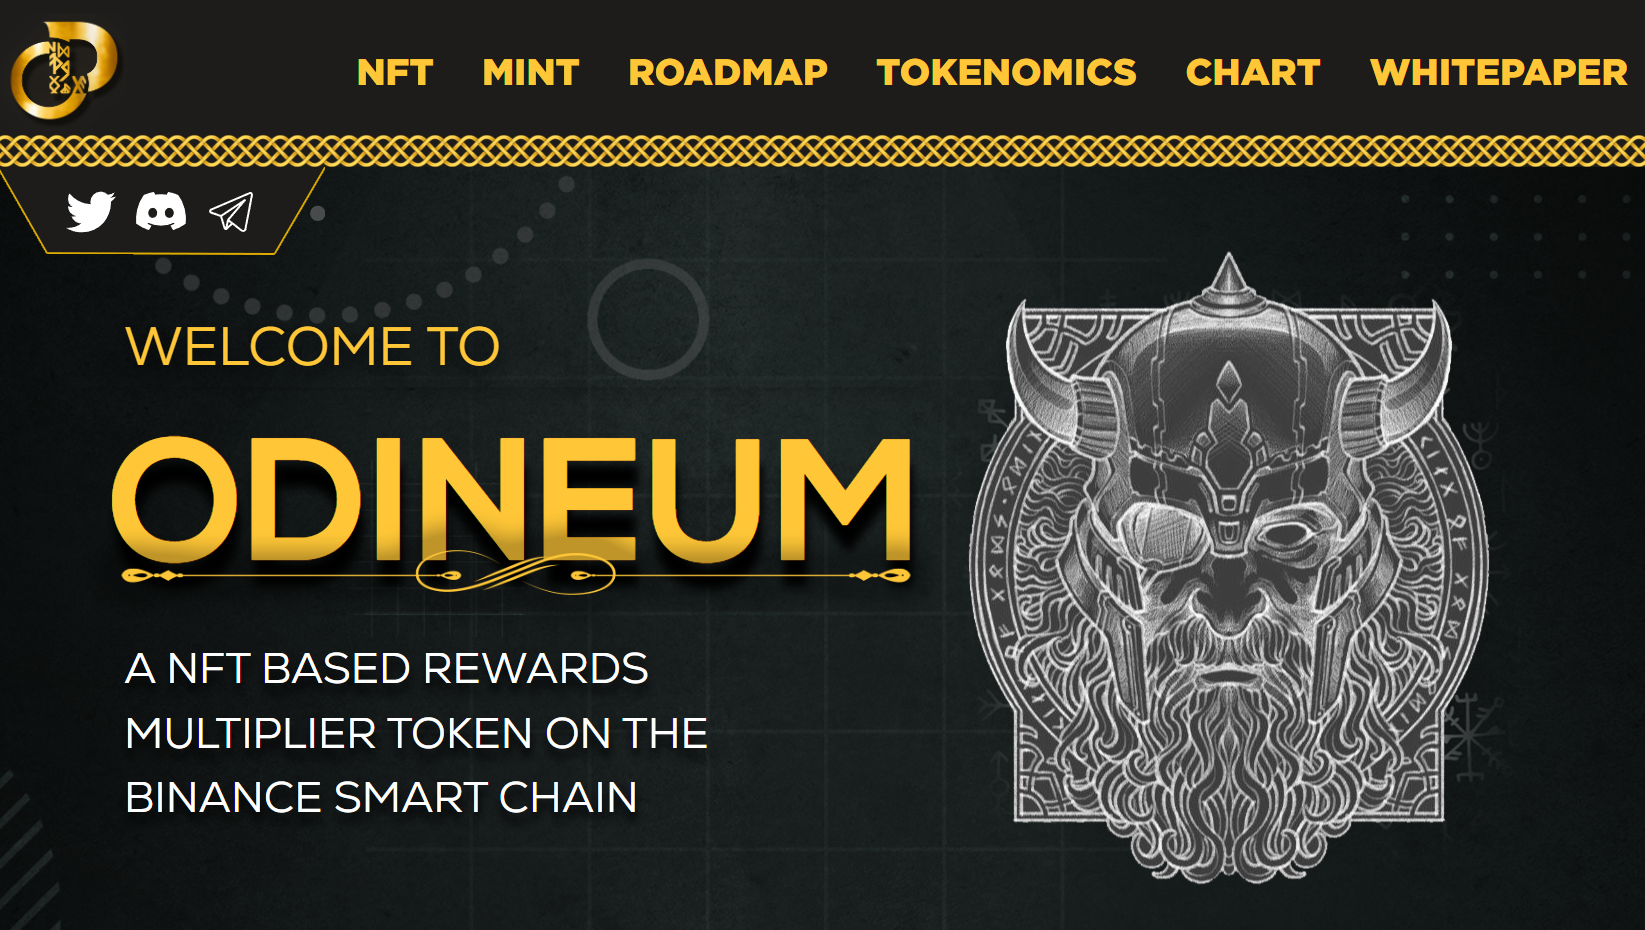 NFT MINT ROADMAP TOKENOMICS CHART WHITEPAPER
WELCOME TO
ODINEUM
A NFT BASED REWARDS
MULTIPLIER TOKEN ON THE
BINANCE SMART CHAIN